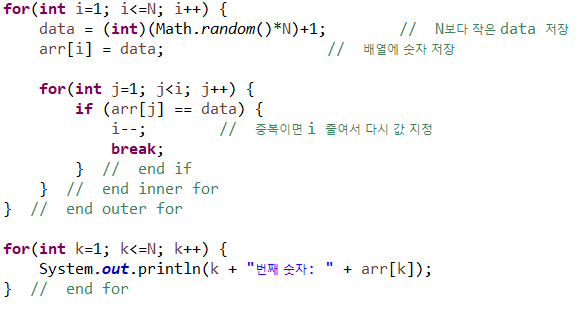 for(int i=1; i<=N; i++) {
data = (int)(Math.random()*N)+1; // N보다 작은 data 저장
arr[i] = data; // 배열에 숫자 저장
for(int j=1; j<i; j++) {
if (arr[j] == data) {
i--; // 중복이면 i 줄여서 다시 값 지정
break;
} // end if
} // end inner for
} // end outer for
for(int k=1; k<=N; k++) {
System.out.println(k + "번째 숫자: " + arr[k]);
} // end for